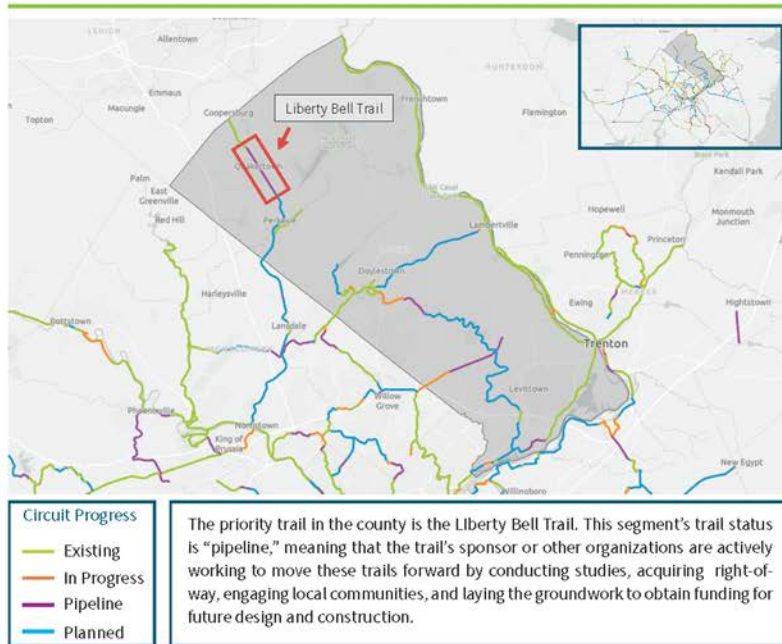 LEHIGH
Allentown
Emmaus
Macungie
Topton
Coopersburg
Liberty Bell Trail
Frenchtown
HUNTERDON
Flemington
Quakertown
Palm
East
Greenville
Red Hill
Perkasie
Lambertville
Hopewell
Kendall Park
Monmouth
Junction
Princeton
Pennington
MERCER
Doylestown
Harleysville
Ewing
Hightstown
Pottstown
Lansdale
Trenton
Levittown
Phoenixville
Willow
Grove
Norristown
King of
Prussia
Willingboro
New Egypt
Circuit Progress
Existing
In Progress
Pipeline
Planned
The priority trail in the county is the LIberty Bell Trail. This segment’s trail status
is “pipeline,” meaning that the trail’s sponsor or other organizations are actively
working to move these trails forward by conducting studies, acquiring right-of-
way, engaging local communities, and laying the groundwork to obtain funding for
future design and construction.